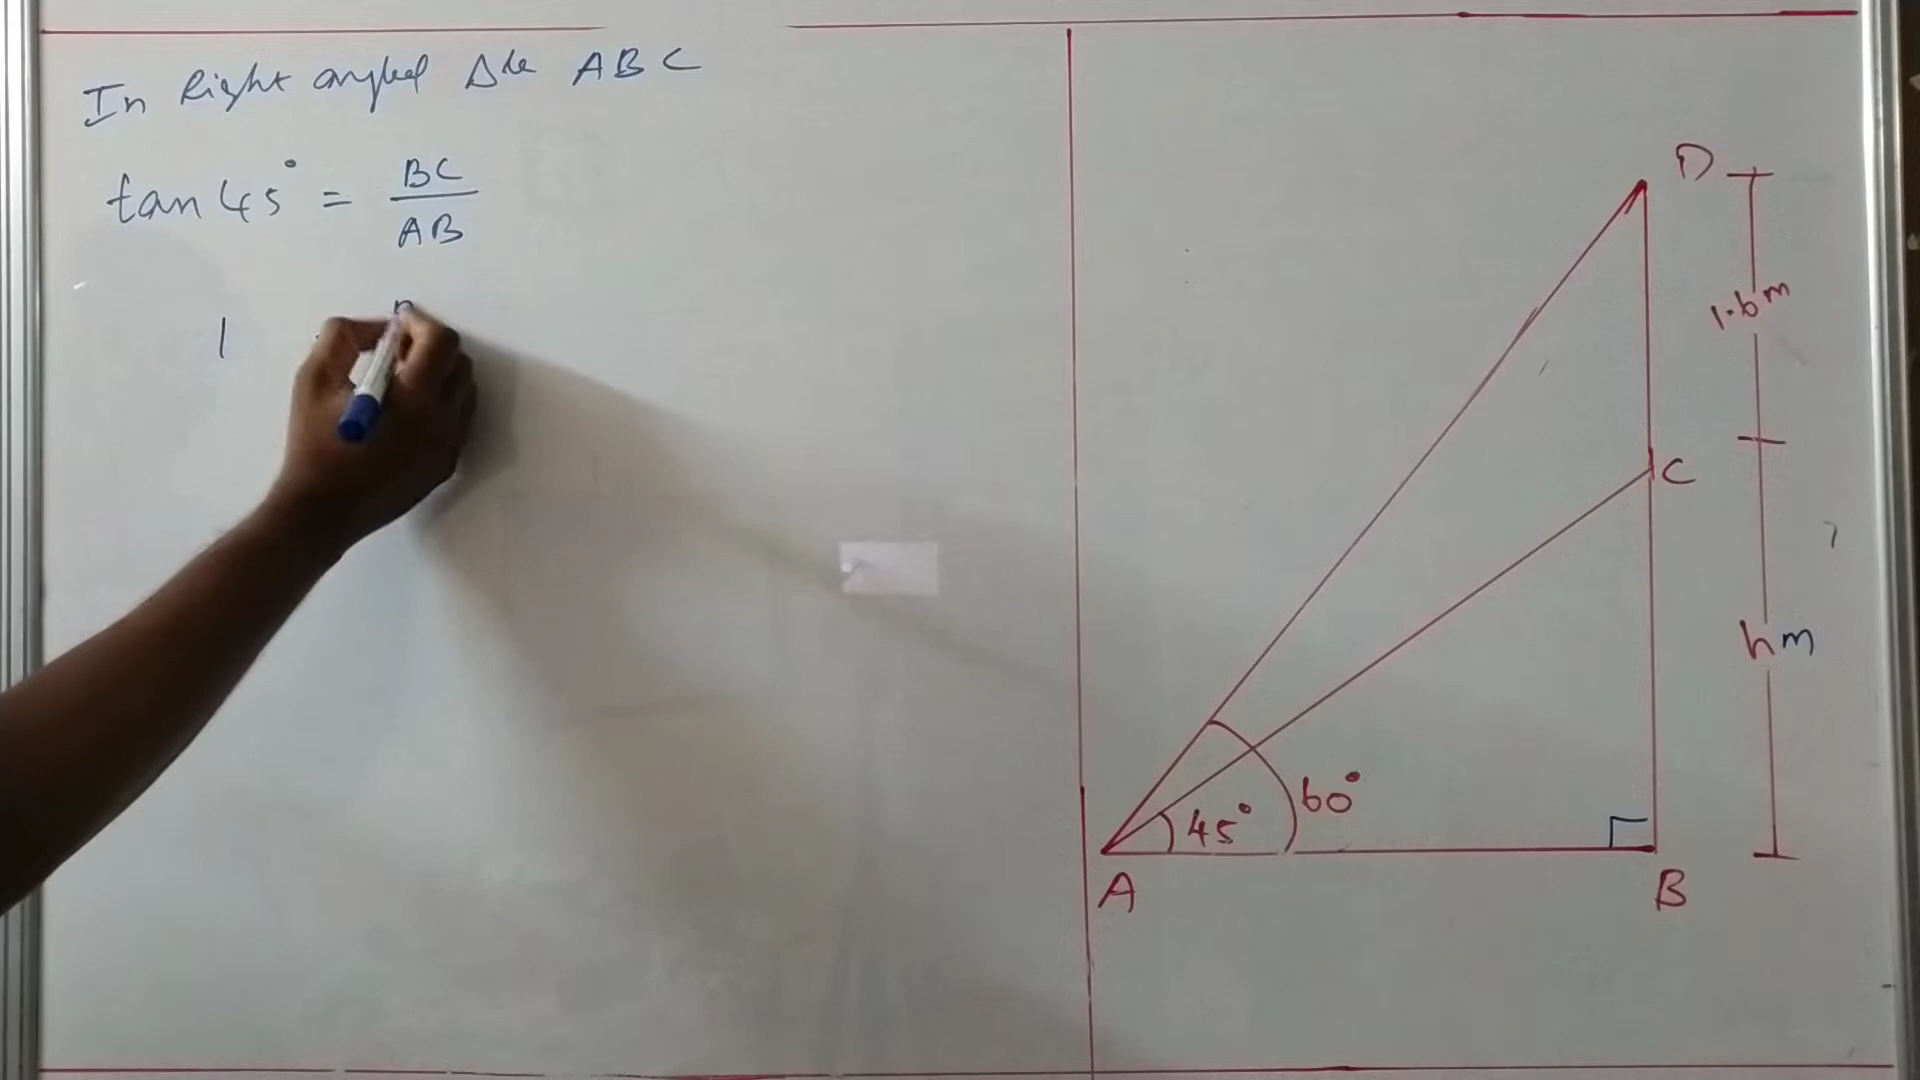 In Right angled Δle ABC
tan 45° = BC / AB
1
D
1.6m
C
hm
60°
45°
A
B